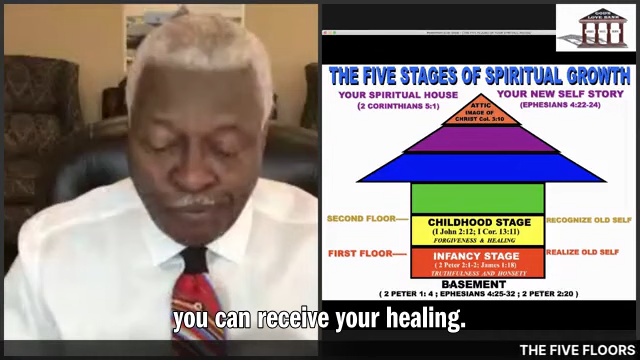 GOD'S
LOVE BANK
THE FIVE STAGES OF SPIRITUAL GROWTH
YOUR SPIRITUAL HOUSE
(2 CORINTHIANS 5:1)
YOUR NEW SELF STORY
(EPHESIANS 4:22-24)
ATTIC
IMAGE OF
CHRIST Col. 3:10
SECOND FLOOR
CHILDHOOD STAGE
(I John 2:12; I Cor. 13:11)
FORGIVENESS & HEALING
RECOGNIZE OLD SELF
FIRST FLOOR
INFANCY STAGE
( 2 Peter 2:1-2; James 1:18)
TRUTHFULNESS AND HONSETY
REALIZE OLD SELF
BASEMENT
( 2 PETER 1: 4 ; EPHESIANS 4:25-32 ; 2 PETER 2:20 )
you can receive your healing.
THE FIVE FLOORS